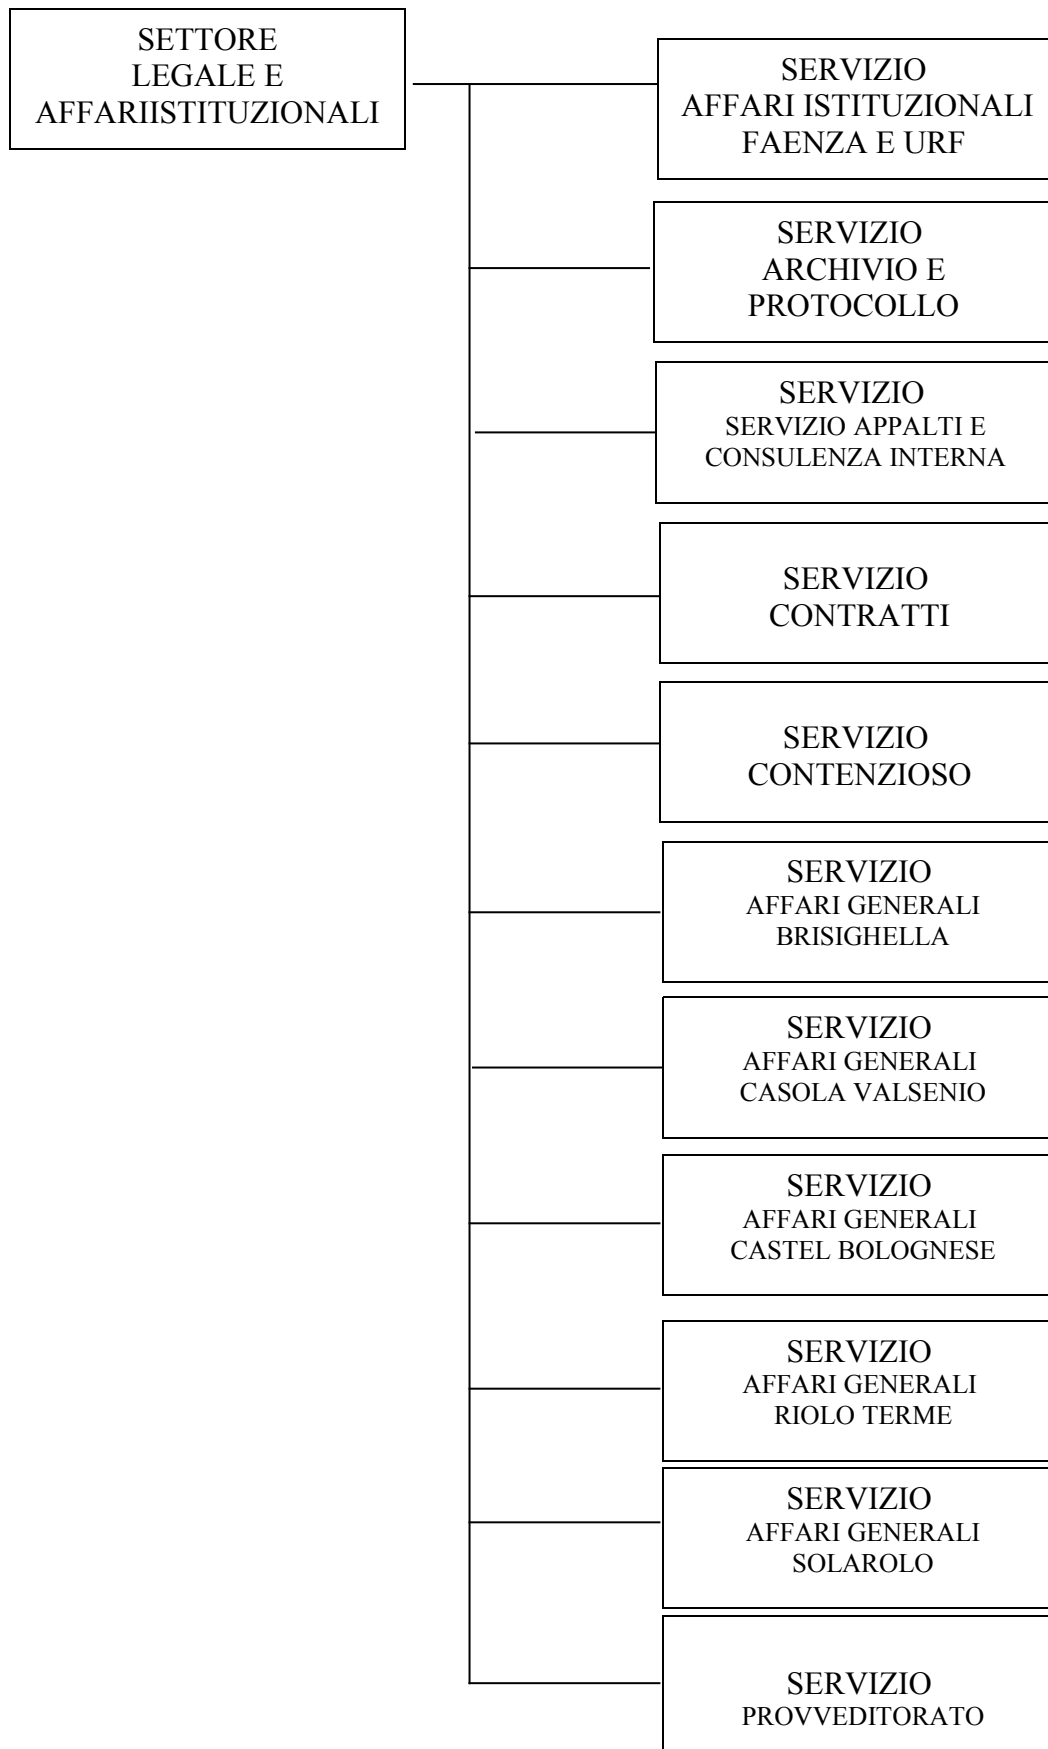 SETTORE
LEGALE E
AFFARIISTITUZIONALI
SERVIZIO
AFFARI ISTITUZIONALI
FAENZA E URF
SERVIZIO
ARCHIVIO E
PROTOCOLLO
SERVIZIO
SERVIZIO APPALTI E
CONSULENZA INTERNA
SERVIZIO
CONTRATTI
SERVIZIO
CONTENZIOSO
SERVIZIO
AFFARI GENERALI
BRISIGHELLA
SERVIZIO
AFFARI GENERALI
CASOLA VALSENIO
SERVIZIO
AFFARI GENERALI
CASTEL BOLOGNESE
SERVIZIO
AFFARI GENERALI
RIOLO TERME
SERVIZIO
AFFARI GENERALI
SOLAROLO
SERVIZIO
PROVVEDITORATO